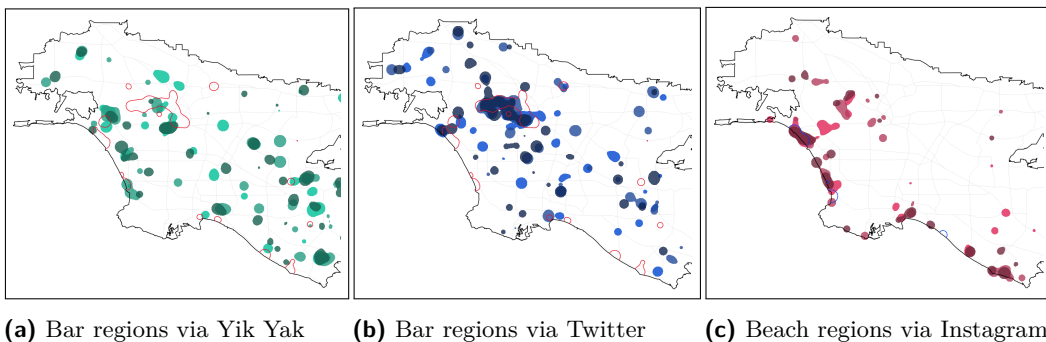 (a) Bar regions via Yik Yak
(b) Bar regions via Twitter
(c) Beach regions via Instagram